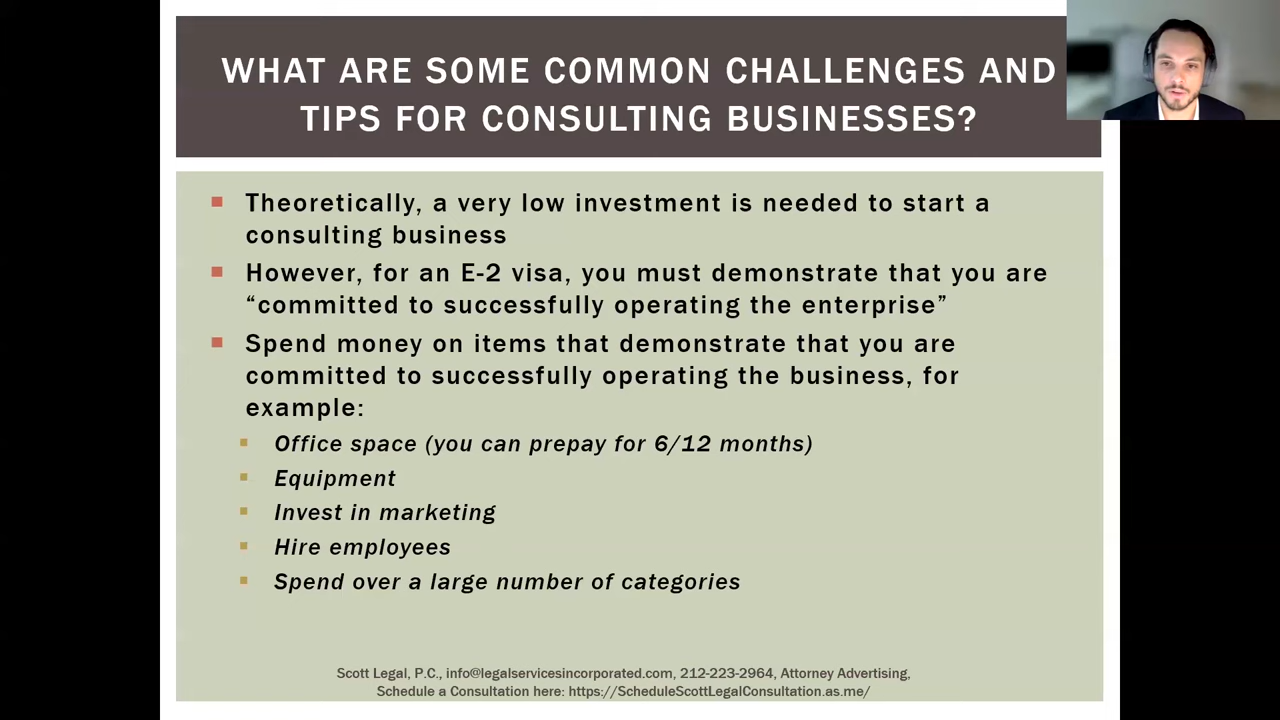 WHAT ARE SOME COMMON CHALLENGES AND
TIPS FOR CONSULTING BUSINESSES?
Theoretically, a very low investment is needed to start a
consulting business
However, for an E-2 visa, you must demonstrate that you are
“committed to successfully operating the enterprise”
Spend money on items that demonstrate that you are
committed to successfully operating the business, for
example:
Office space (you can prepay for 6/12 months)
Equipment
Invest in marketing
Hire employees
Spend over a large number of categories
Scott Legal, P.C., info@legalservicesincorporated.com, 212-223-2964, Attorney Advertising,
Schedule a Consultation here: https://ScheduleScottLegalConsultation.as.me/